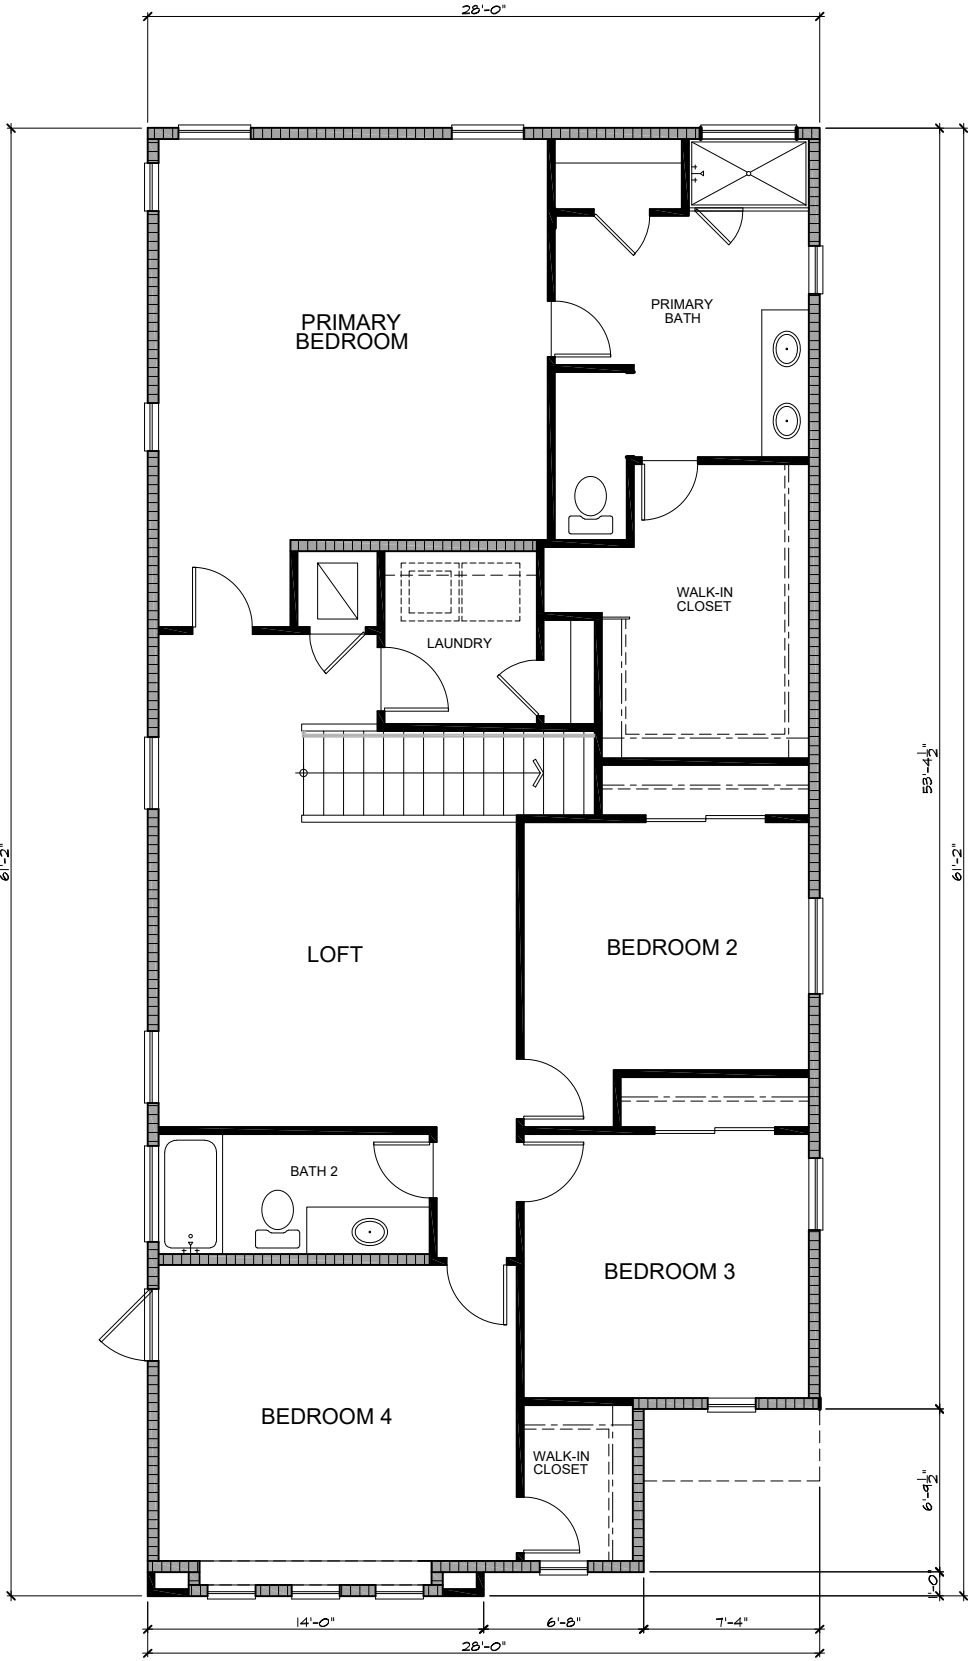 28'-0"
PRIMARY
BEDROOM
PRIMARY
BATH
WALK-IN
CLOSET
LAUNDRY
53'-4½"
61'-2"
61'-2"
LOFT
BEDROOM 2
BATH 2
BEDROOM 3
BEDROOM 4
WALK-IN
CLOSET
6'-9½"
1'-0"
14'-0"
6'-8"
7'-4"
28'-0"